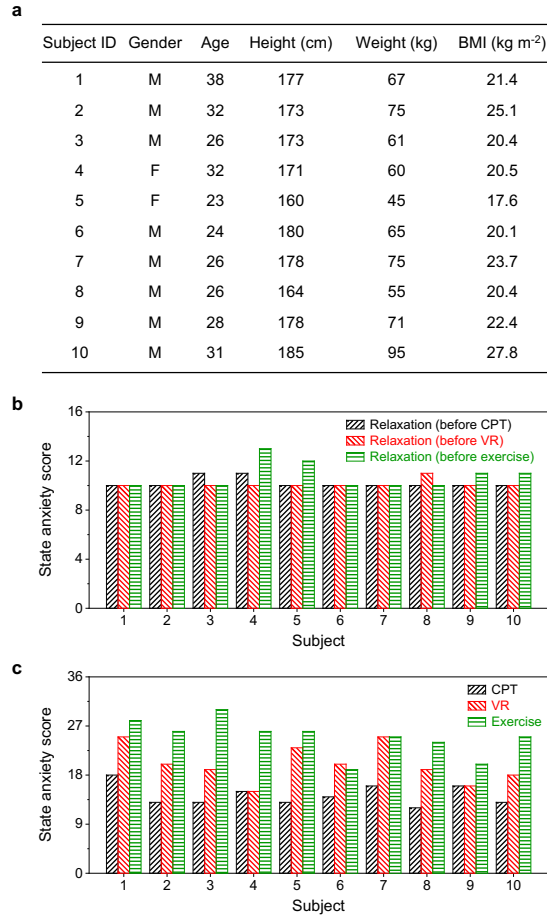 a
Subject ID Gender Age Height (cm) Weight (kg) BMI (kg m-2)
1 M 38 177 67 21.4
2 M 32 173 75 25.1
3 M 26 173 61 20.4
4 F 32 171 60 20.5
5 F 23 160 45 17.6
6 M 24 180 65 20.1
7 M 26 178 75 23.7
8 M 26 164 55 20.4
9 M 28 178 71 22.4
10 M 31 185 95 27.8
b
State anxiety score
16
12
8
4
0
Relaxation (before CPT)
Relaxation (before VR)
Relaxation (before exercise)
1 2 3 4 5 6 7 8 9 10
Subject
c
State anxiety score
36
27
18
9
0
CPT
VR
Exercise
1 2 3 4 5 6 7 8 9 10
Subject